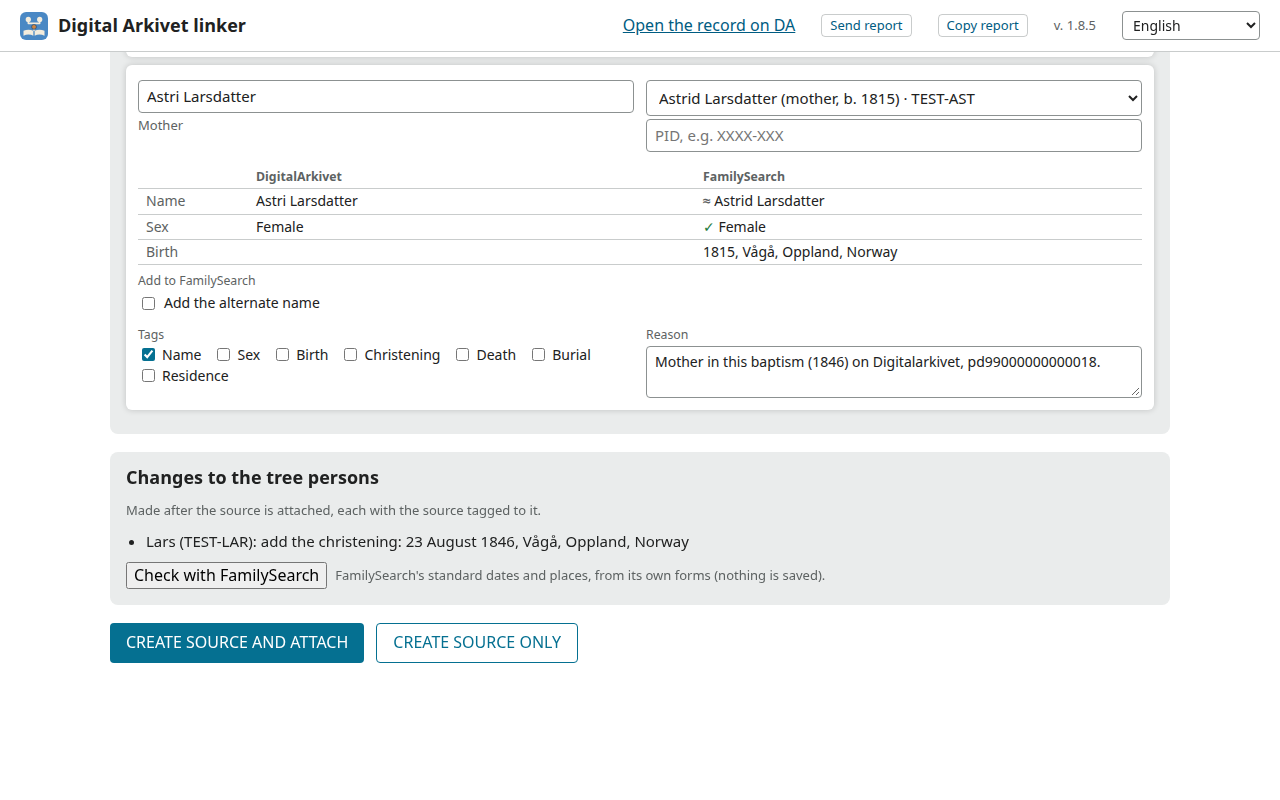 Digital Arkivet linker
Open the record on DA
Send report
Copy report
v. 1.8.5
English
Astri Larsdatter
Mother
Astrid Larsdatter (mother, b. 1815) · TEST-AST
PID, e.g. XXXX-XXX
DigitalArkivet FamilySearch
Name Astri Larsdatter ≈ Astrid Larsdatter
Sex Female ✓ Female
Birth 1815, Vågå, Oppland, Norway
Add to FamilySearch
Add the alternate name
Tags
Name Sex Birth Christening Death Burial
Residence
Reason
Mother in this baptism (1846) on Digitalarkivet, pd99000000000018.
Changes to the tree persons
Made after the source is attached, each with the source tagged to it.
• Lars (TEST-LAR): add the christening: 23 August 1846, Vågå, Oppland, Norway
Check with FamilySearch FamilySearch's standard dates and places, from its own forms (nothing is saved).
CREATE SOURCE AND ATTACH CREATE SOURCE ONLY